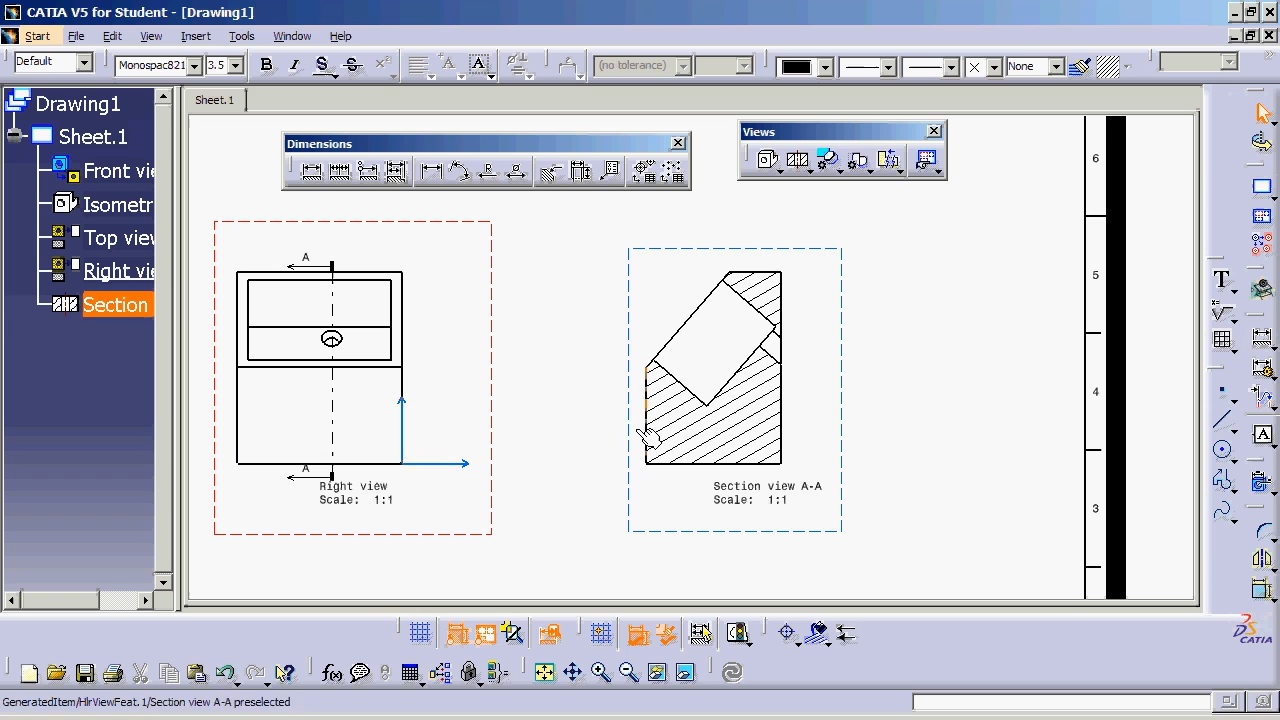 CATIA V5 for Student - [Drawing1]
Start File Edit View Insert Tools Window Help
Default Monospac821 3.5 B I S S (no tolerance) None
Drawing1
Sheet.1
Front vie
Isometr
Top view
Right vie
Section
Sheet.1
Dimensions
Views
A
A
Right view
Scale: 1:1
Section view A-A
Scale: 1:1
6
5
4
3
CATIA
GeneratedItem/HlrViewFeat.1/Section view A-A preselected